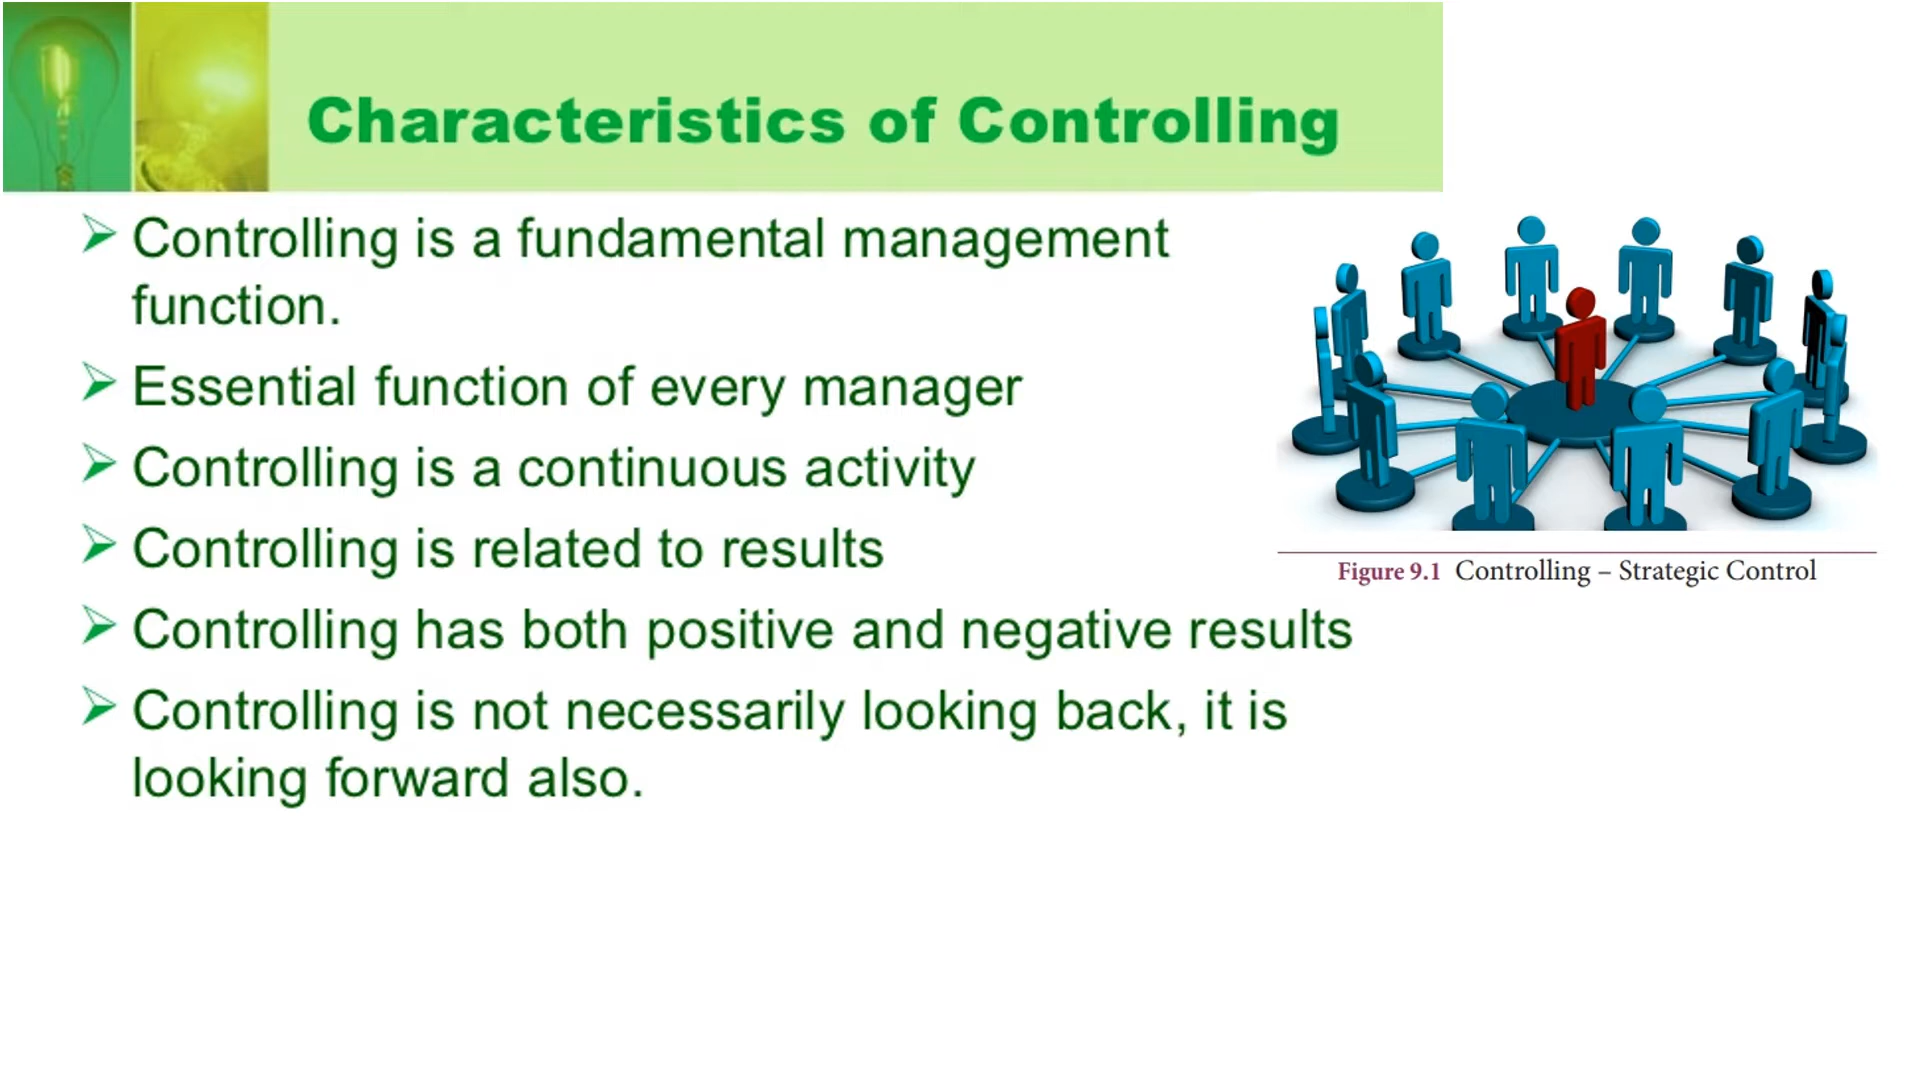 Characteristics of Controlling
Controlling is a fundamental management
function.
Essential function of every manager
Controlling is a continuous activity
Controlling is related to results
Controlling has both positive and negative results
Controlling is not necessarily looking back, it is
looking forward also.
Figure 9.1 Controlling – Strategic Control